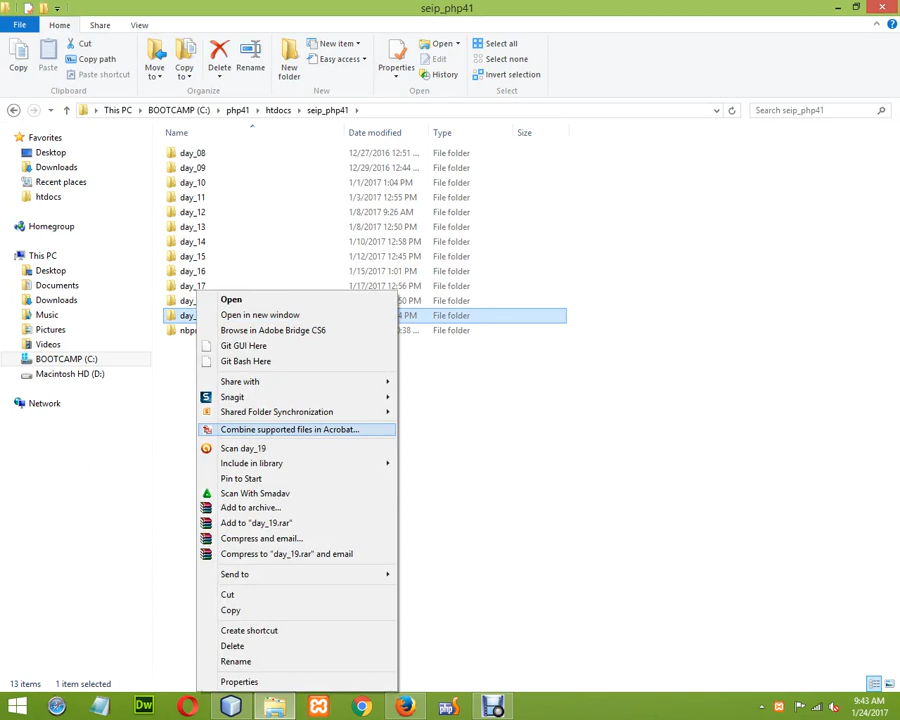 seip_php41
File
Home
Share
View
Copy
Paste
Cut
Copy path
Paste shortcut
Clipboard
Move to
Copy to
Delete
Rename
Organize
New folder
New item
Easy access
New
Properties
Open
Edit
History
Open
Select all
Select none
Invert selection
Select
This PC
BOOTCAMP (C:)
php41
htdocs
seip_php41
Search seip_php41
Favorites
Desktop
Downloads
Recent places
htdocs
Homegroup
This PC
Desktop
Documents
Downloads
Music
Pictures
Videos
BOOTCAMP (C:)
Macintosh HD (D:)
Network
Name Date modified Type Size
day_08 12/27/2016 12:51 ... File folder
day_09 12/29/2016 12:44 ... File folder
day_10 1/1/2017 1:04 PM File folder
day_11 1/3/2017 12:55 PM File folder
day_12 1/8/2017 9:26 AM File folder
day_13 1/8/2017 12:50 PM File folder
day_14 1/10/2017 12:58 PM File folder
day_15 1/12/2017 12:45 PM File folder
day_16 1/15/2017 1:01 PM File folder
day_17 1/17/2017 12:56 PM File folder
day_ :50 PM File folder
day_ 4 PM File folder
nbpr :38 ... File folder
Open
Open in new window
Browse in Adobe Bridge CS6
Git GUI Here
Git Bash Here
Share with
Snagit
Shared Folder Synchronization
Combine supported files in Acrobat...
Scan day_19
Include in library
Pin to Start
Scan With Smadav
Add to archive...
Add to "day_19.rar"
Compress and email...
Compress to "day_19.rar" and email
Send to
Cut
Copy
Create shortcut
Delete
Rename
Properties
13 items 1 item selected
Dw
php
9:43 AM
1/24/2017